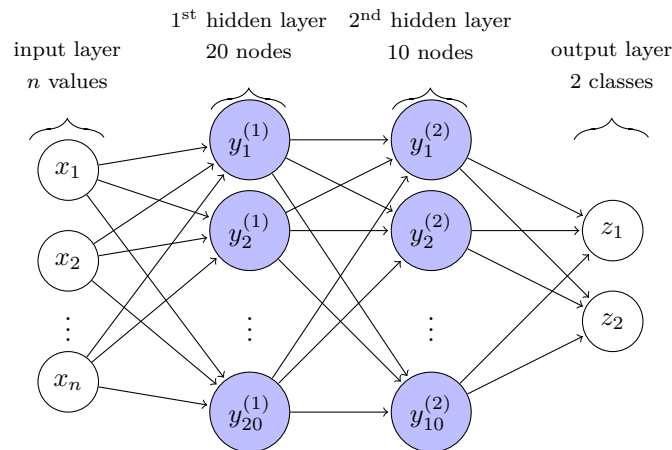 input layer
n values
1st hidden layer
20 nodes
2nd hidden layer
10 nodes
output layer
2 classes
x1
x2
⋮
xn
y1(1)
y2(1)
⋮
y20(1)
y1(2)
y2(2)
⋮
y10(2)
z1
z2